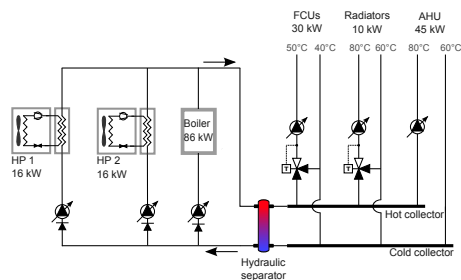 FCUs Radiators AHU
30 kW 10 kW 45 kW
50°C 40°C 80°C 60°C 80°C 60°C
Boiler
86 kW
HP 1
16 kW
HP 2
16 kW
T T
Hot collector
Cold collector
Hydraulic
separator